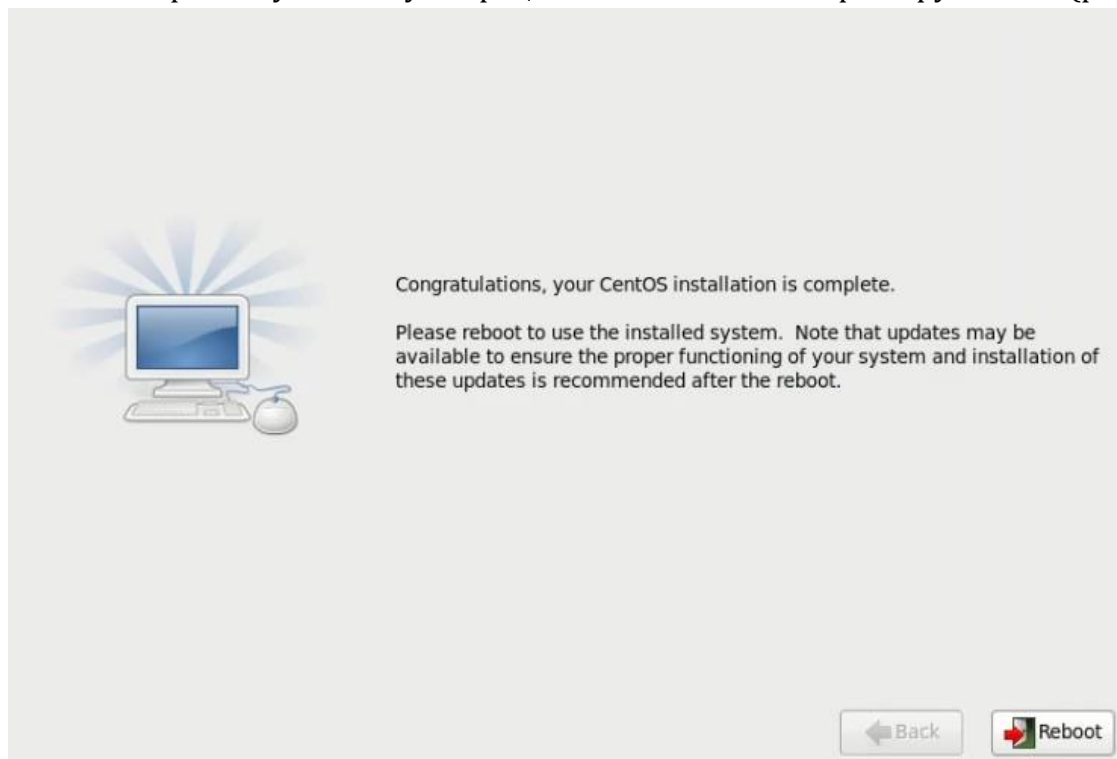 Congratulations, your CentOS installation is complete.
Please reboot to use the installed system.  Note that updates may be
available to ensure the proper functioning of your system and installation of
these updates is recommended after the reboot.
Back
Reboot